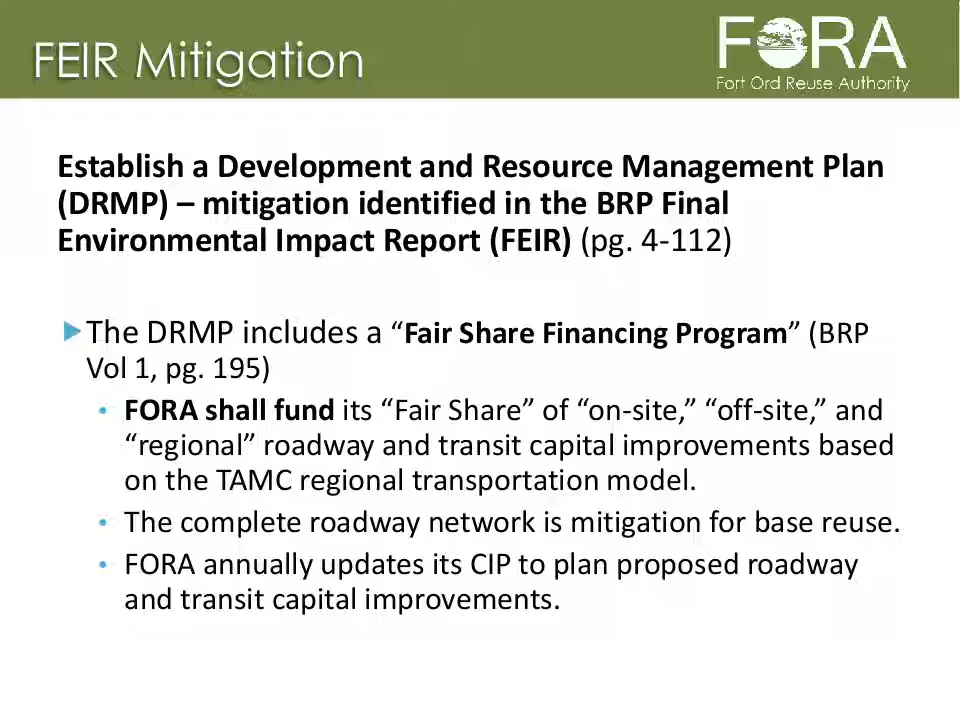 FEIR Mitigation
FORA
Fort Ord Reuse Authority
Establish a Development and Resource Management Plan
(DRMP) – mitigation identified in the BRP Final
Environmental Impact Report (FEIR) (pg. 4-112)
The DRMP includes a “Fair Share Financing Program” (BRP
Vol 1, pg. 195)
• FORA shall fund its “Fair Share” of “on-site,” “off-site,” and
“regional” roadway and transit capital improvements based
on the TAMC regional transportation model.
• The complete roadway network is mitigation for base reuse.
• FORA annually updates its CIP to plan proposed roadway
and transit capital improvements.